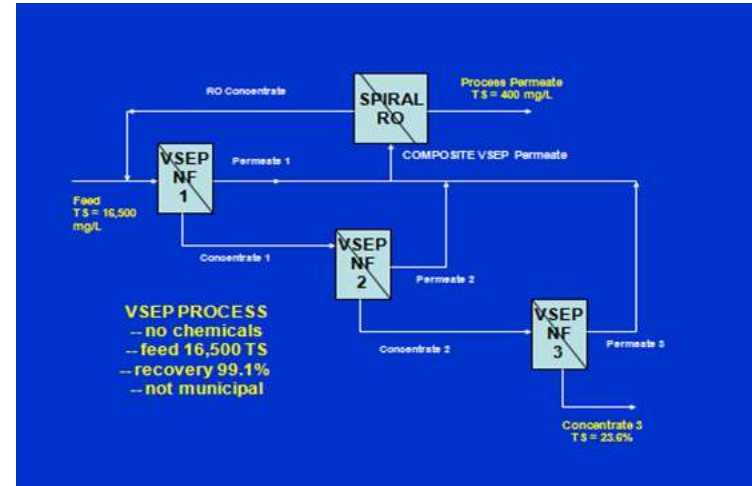 RO Concentrate
SPIRAL
RO
Process Permeate
TS = 400 mg/L
COMPOSITE VSEP Permeate
VSEP
NF
1
Permeate 1
Feed
TS = 16,500
mg/L
Concentrate 1
VSEP
NF
2
Permeate 2
VSEP PROCESS
-- no chemicals
-- feed 16,500 TS
-- recovery 99.1%
-- not municipal
Concentrate 2
VSEP
NF
3
Permeate 3
Concentrate 3
TS = 23.6%